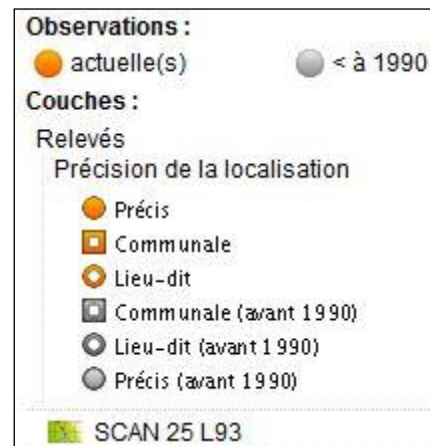 Observations :
actuelle(s) < à 1990
Couches :
Relevés
Précision de la localisation
Précis
Communale
Lieu-dit
Communale (avant 1990)
Lieu-dit (avant 1990)
Précis (avant 1990)
SCAN 25 L93